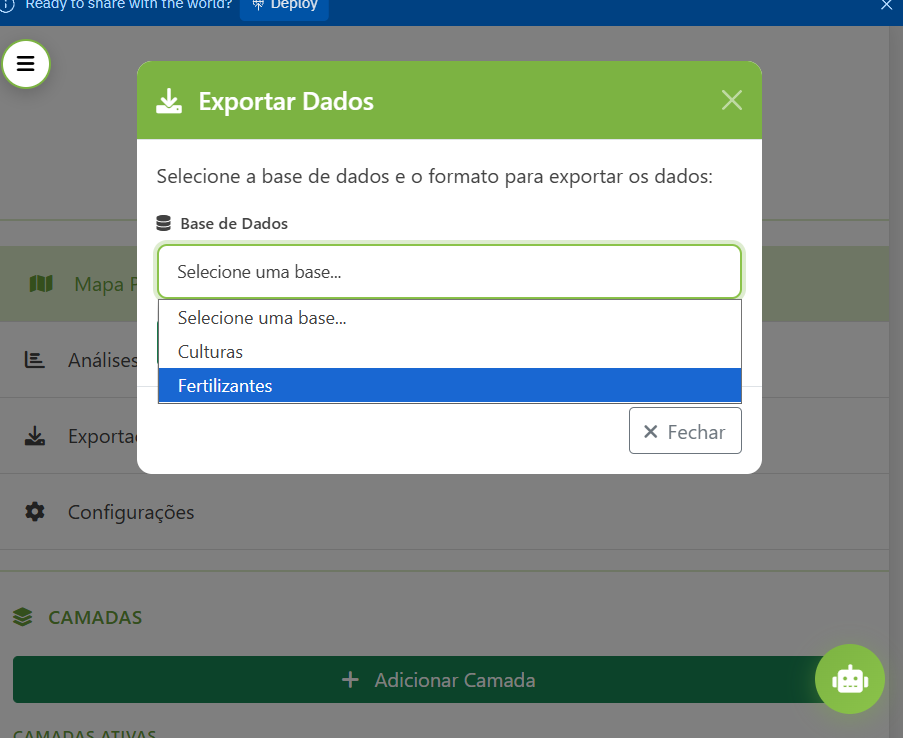 Ready to share with the world?
Deploy
Exportar Dados
Selecione a base de dados e o formato para exportar os dados:
Base de Dados
Selecione uma base...
Selecione uma base...
Culturas
Fertilizantes
Fechar
Mapa
Análises
Configurações
CAMADAS
Adicionar Camada
CAMADAS ATIVAS